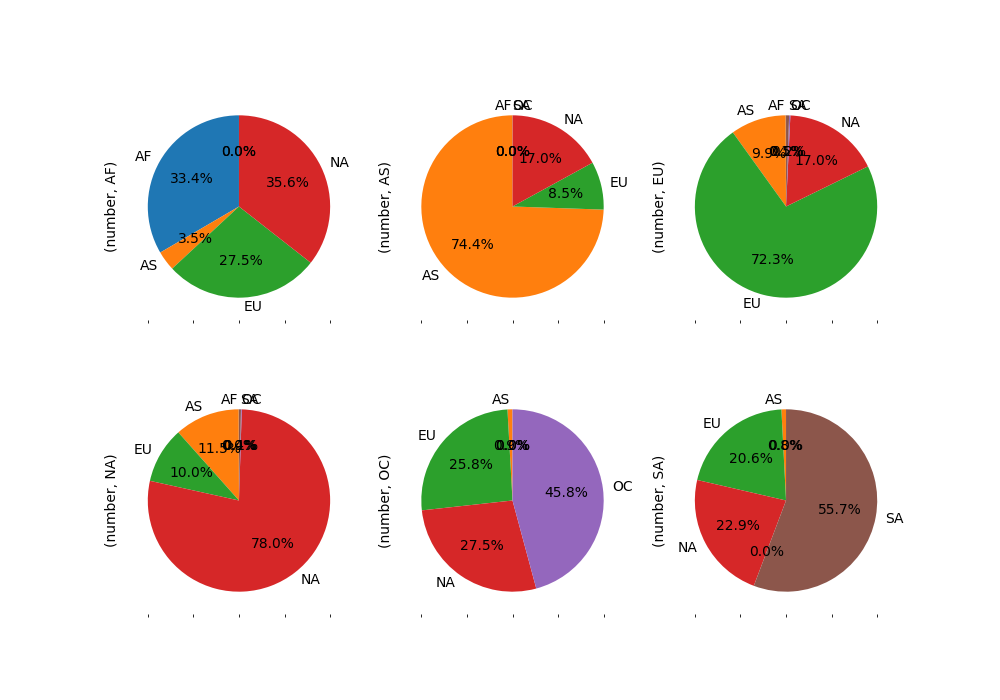 (number, AF)
AF
33.4%
AS
3.5%
EU
27.5%
NA
35.6%
0.0%
(number, AS)
AF
OC
AS
74.4%
EU
8.5%
NA
17.0%
0.0%
(number, EU)
AF
OC
AS
9.9%
EU
72.3%
NA
17.0%
(number, NA)
AF
OC
AS
11.5%
EU
10.0%
NA
78.0%
(number, OC)
AS
EU
25.8%
NA
27.5%
OC
45.8%
(number, SA)
AS
EU
20.6%
NA
22.9%
0.0%
SA
55.7%